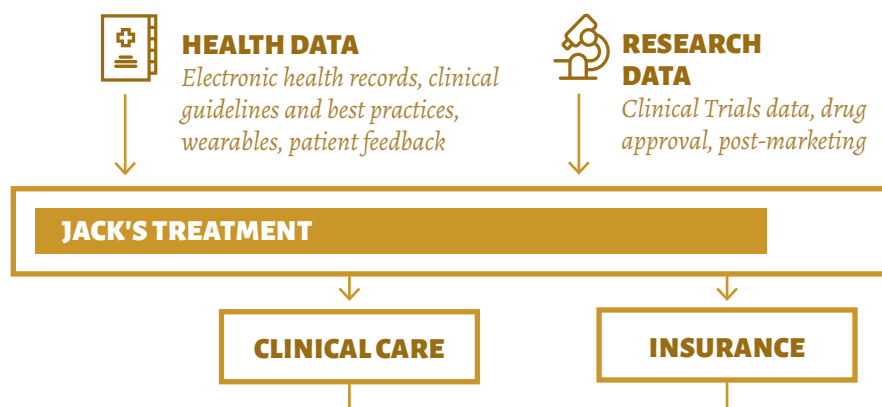 HEALTH DATA
Electronic health records, clinical
guidelines and best practices,
wearables, patient feedback
RESEARCH
DATA
Clinical Trials data, drug
approval, post-marketing
JACK'S TREATMENT
CLINICAL CARE
INSURANCE